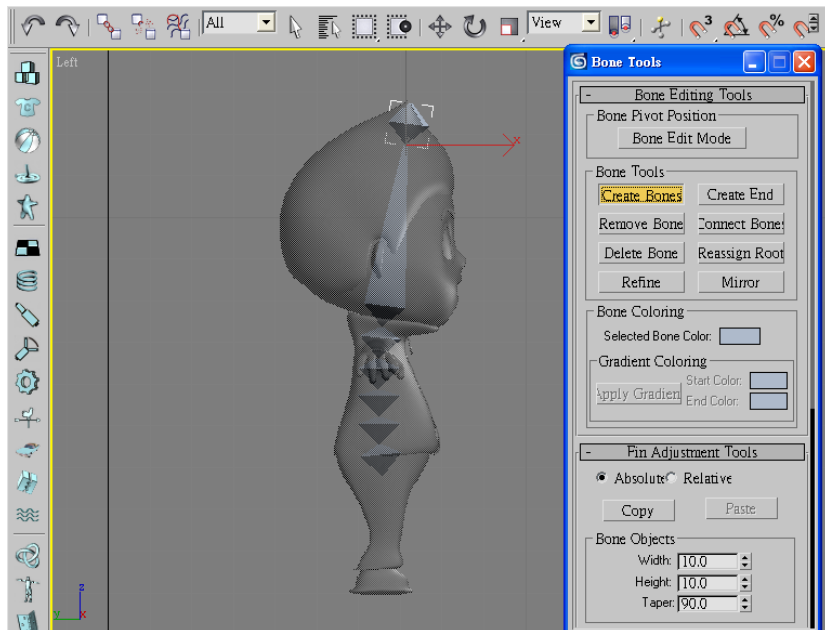 All
View
3
%
Left
Bone Tools
- Bone Editing Tools
Bone Pivot Position
Bone Edit Mode
Bone Tools
Create Bones Create End
Remove Bone Connect Bones
Delete Bone Reassign Root
Refine Mirror
Bone Coloring
Selected Bone Color:
Gradient Coloring
Apply Gradien Start Color:
End Color:
- Fin Adjustment Tools
Absolute Relative
Copy Paste
Bone Objects
Width: 10.0
Height: 10.0
Taper: 90.0
x
z
y x